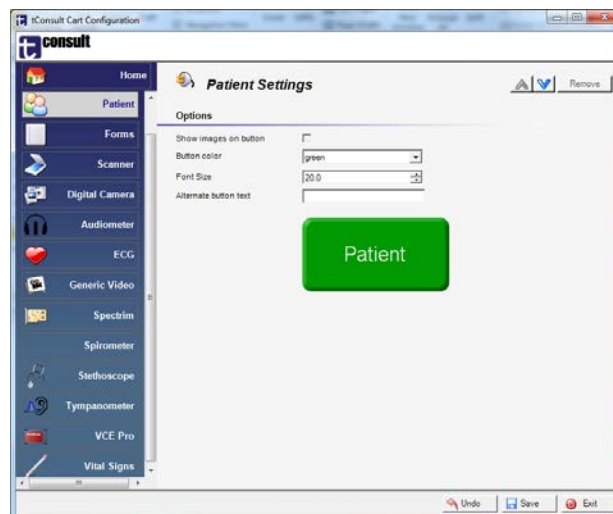 tConsult Cart Configuration
tconsult
Home
Patient
Forms
Scanner
Digital Camera
Audiometer
ECG
Generic Video
Spectrim
Spirometer
Stethoscope
Tympanometer
VCE Pro
Vital Signs
Patient Settings
Remove
Options
Show images on button
Button color green
Font Size 20.0
Alternate button text
Patient
Undo Save Exit